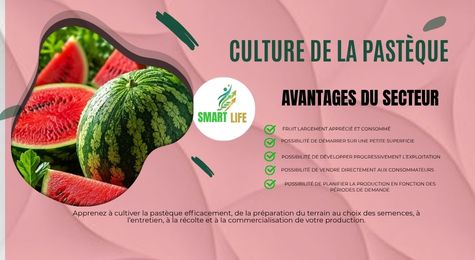 CULTURE DE LA PASTÈQUE
AVANTAGES DU SECTEUR
SMART LIFE
FRUIT LARGEMENT APPRÉCIÉ ET CONSOMMÉ
POSSIBILITÉ DE DÉMARRER SUR UNE PETITE SUPERFICIE
POSSIBILITÉ DE DÉVELOPPER PROGRESSIVEMENT L'EXPLOITATION
POSSIBILITÉ DE VENDRE DIRECTEMENT AUX CONSOMMATEURS
POSSIBILITÉ DE PLANIFIER LA PRODUCTION EN FONCTION DES
PÉRIODES DE DEMANDE
Apprenez à cultiver la pastèque efficacement, de la préparation du terrain au choix des semences, à
l'entretien, à la récolte et à la commercialisation de votre production.